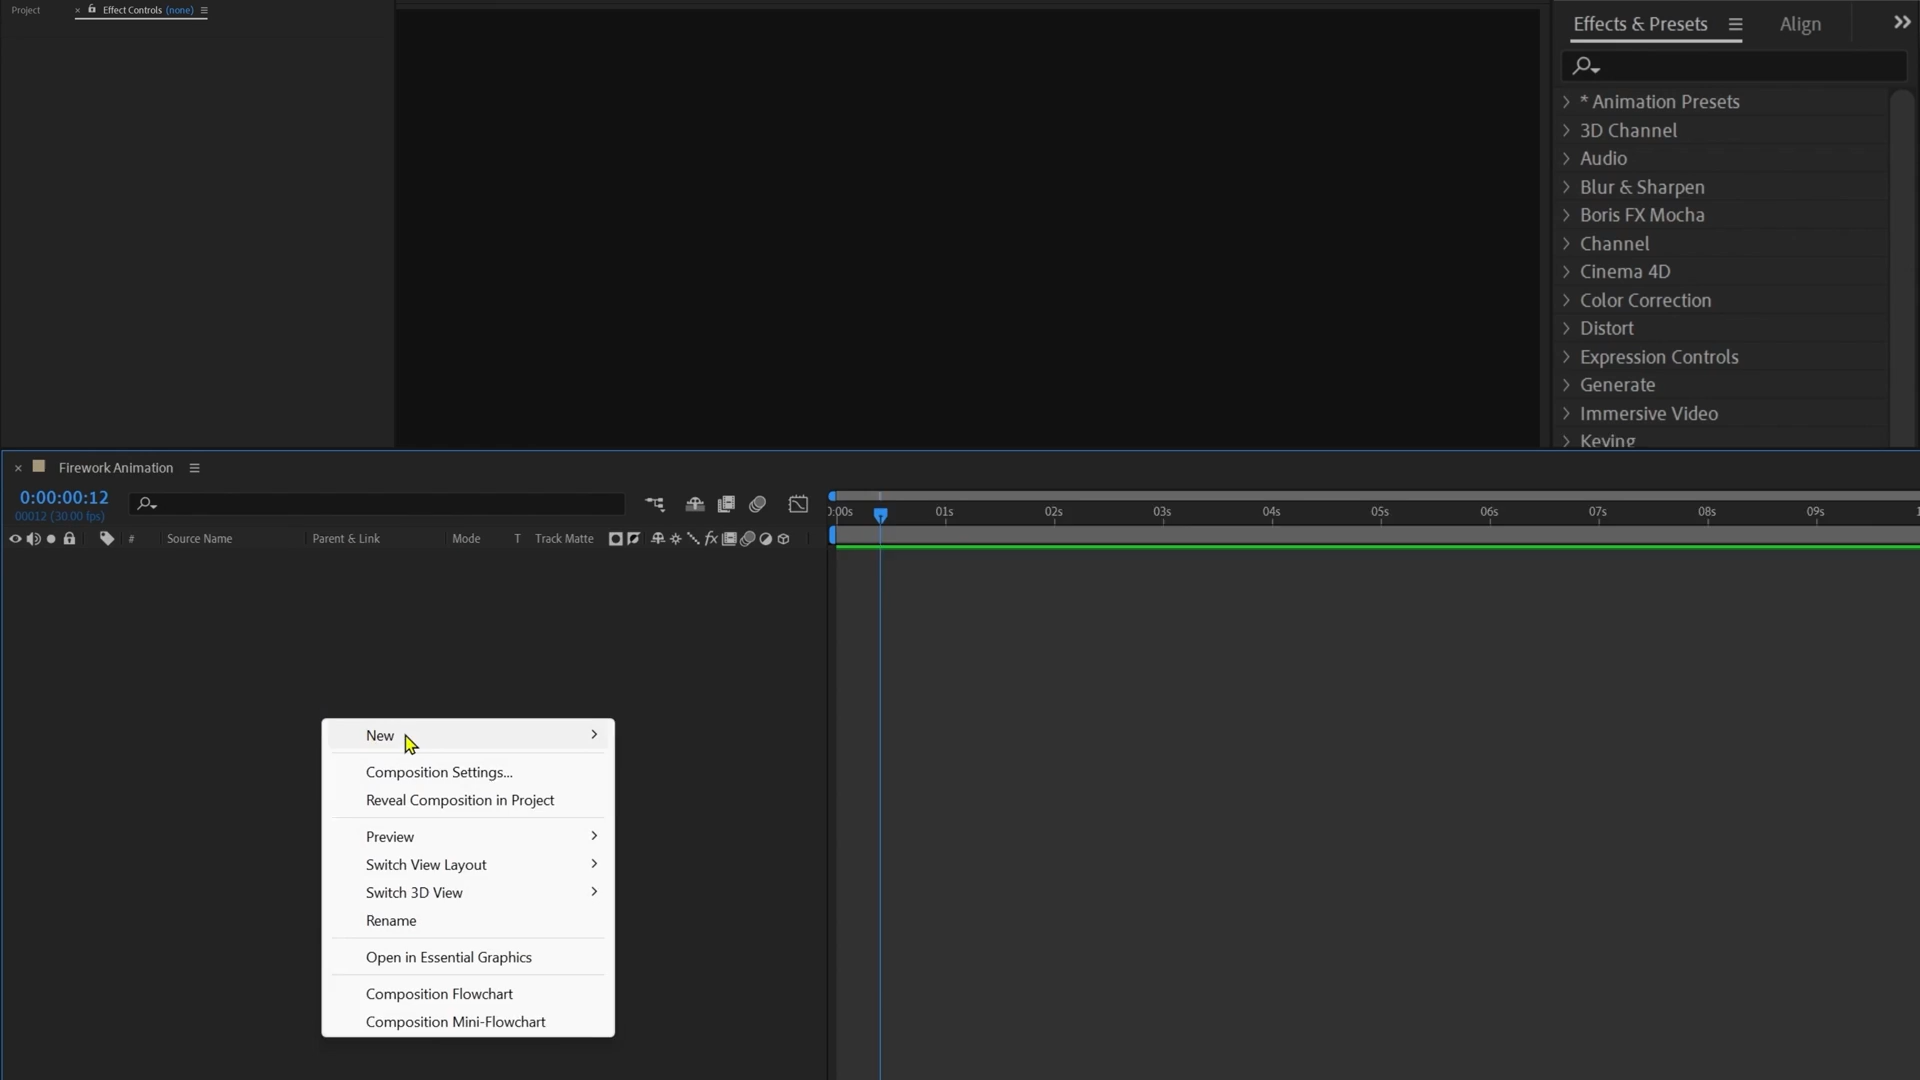 Project
× Effect Controls (none)
Effects & Presets
Align
* Animation Presets
3D Channel
Audio
Blur & Sharpen
Boris FX Mocha
Channel
Cinema 4D
Color Correction
Distort
Expression Controls
Generate
Immersive Video
Keying
× Firework Animation
0:00:00:12
00012 (30.00 fps)
0:00s 01s 02s 03s 04s 05s 06s 07s 08s 09s 1
# Source Name Parent & Link Mode T Track Matte fx
New
Composition Settings...
Reveal Composition in Project
Preview
Switch View Layout
Switch 3D View
Rename
Open in Essential Graphics
Composition Flowchart
Composition Mini-Flowchart